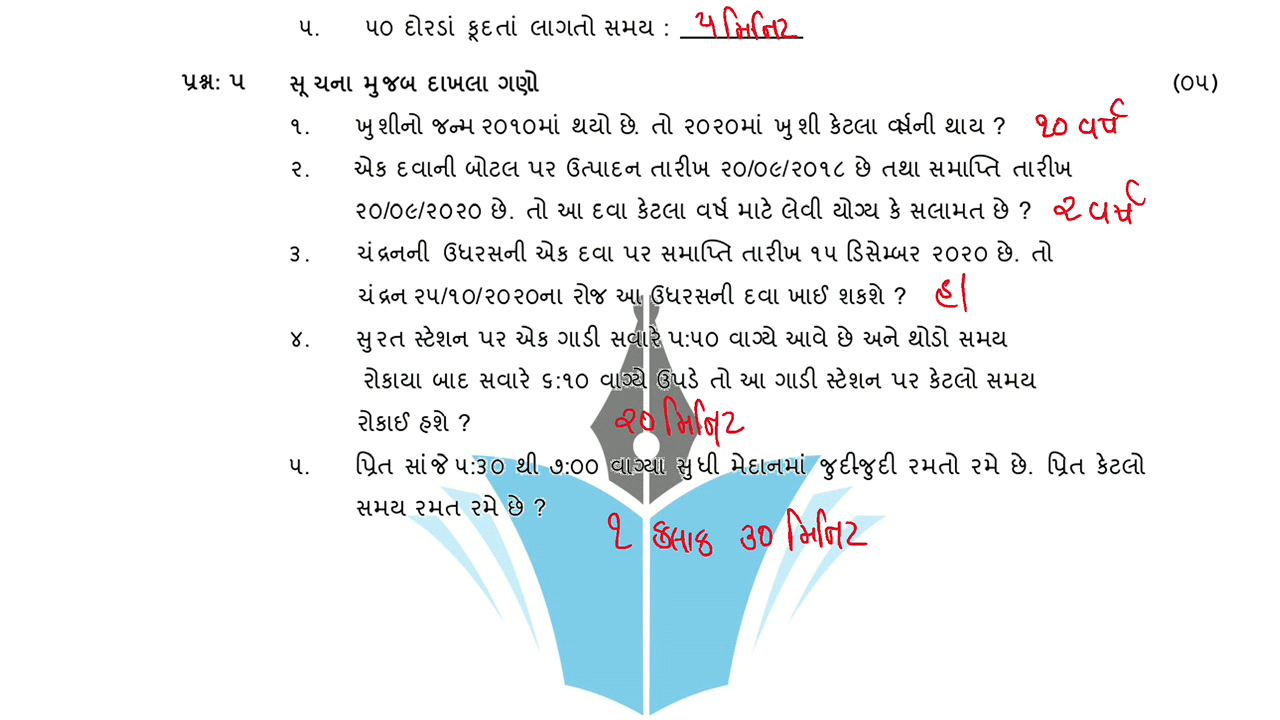 ૫. ૫૦ દોરડાં કૂદતાં લાગતો સમય : ૫ મિનિટ
પ્રશ્ન: ૫ સૂચના મુજબ દાખલા ગણો (૦૫)
૧. ખુશીનો જન્મ ૨૦૧૦માં થયો છે. તો ૨૦૨૦માં ખુશી કેટલા વર્ષની થાય ? ૧૦ વર્ષ
૨. એક દવાની બોટલ પર ઉત્પાદન તારીખ ૨૦/૦૯/૨૦૧૮ છે તથા સમાપ્તિ તારીખ
૨૦/૦૯/૨૦૨૦ છે. તો આ દવા કેટલા વર્ષ માટે લેવી યોગ્ય કે સલામત છે ? ૨ વર્ષ
૩. ચંદ્રનની ઉધરસની એક દવા પર સમાપ્તિ તારીખ ૧૫ ડિસેમ્બર ૨૦૨૦ છે. તો
ચંદ્રન ૨૫/૧૦/૨૦૨૦ના રોજ આ ઉધરસની દવા ખાઈ શકશે ? હા
૪. સુરત સ્ટેશન પર એક ગાડી સવારે ૫:૫૦ વાગ્યે આવે છે અને થોડો સમય
રોકાયા બાદ સવારે ૬:૧૦ વાગ્યે ઉપડે તો આ ગાડી સ્ટેશન પર કેટલો સમય
રોકાઈ હશે ? ૨૦ મિનિટ
૫. પ્રિત સાંજે ૫:૩૦ થી ૭:૦૦ વાગ્યા સુધી મેદાનમાં જુદી-જુદી રમતો રમે છે. પ્રિત કેટલો
સમય રમત રમે છે ?
૧ કલાક ૩૦ મિનિટ